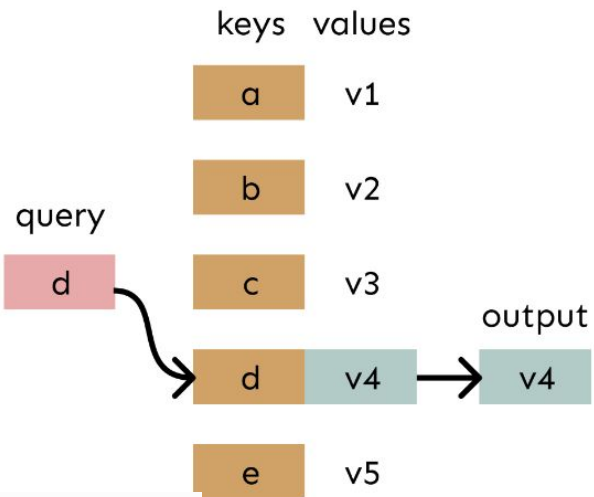 keys values
a v1
b v2
query
d
c v3
output
d v4 v4
e v5